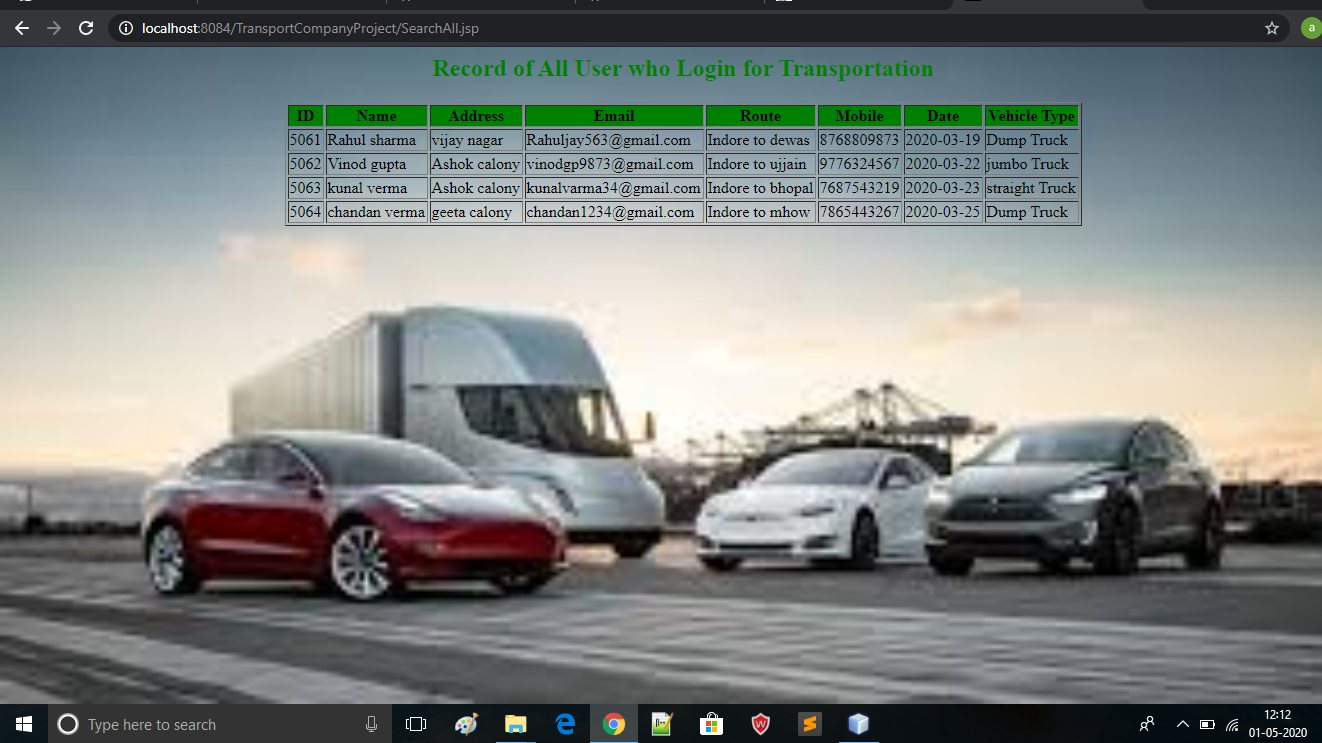 localhost:8084/TransportCompanyProject/SearchAll.jsp
a
Record of All User who Login for Transportation
ID Name Address Email Route Mobile Date Vehicle Type
5061 Rahul sharma vijay nagar Rahuljay563@gmail.com Indore to dewas 8768809873 2020-03-19 Dump Truck
5062 Vinod gupta Ashok calony vinodgp9873@gmail.com Indore to ujjain 9776324567 2020-03-22 jumbo Truck
5063 kunal verma Ashok calony kunalvarma34@gmail.com Indore to bhopal 7687543219 2020-03-23 straight Truck
5064 chandan verma geeta calony chandan1234@gmail.com Indore to mhow 7865443267 2020-03-25 Dump Truck
Type here to search
12:12
01-05-2020